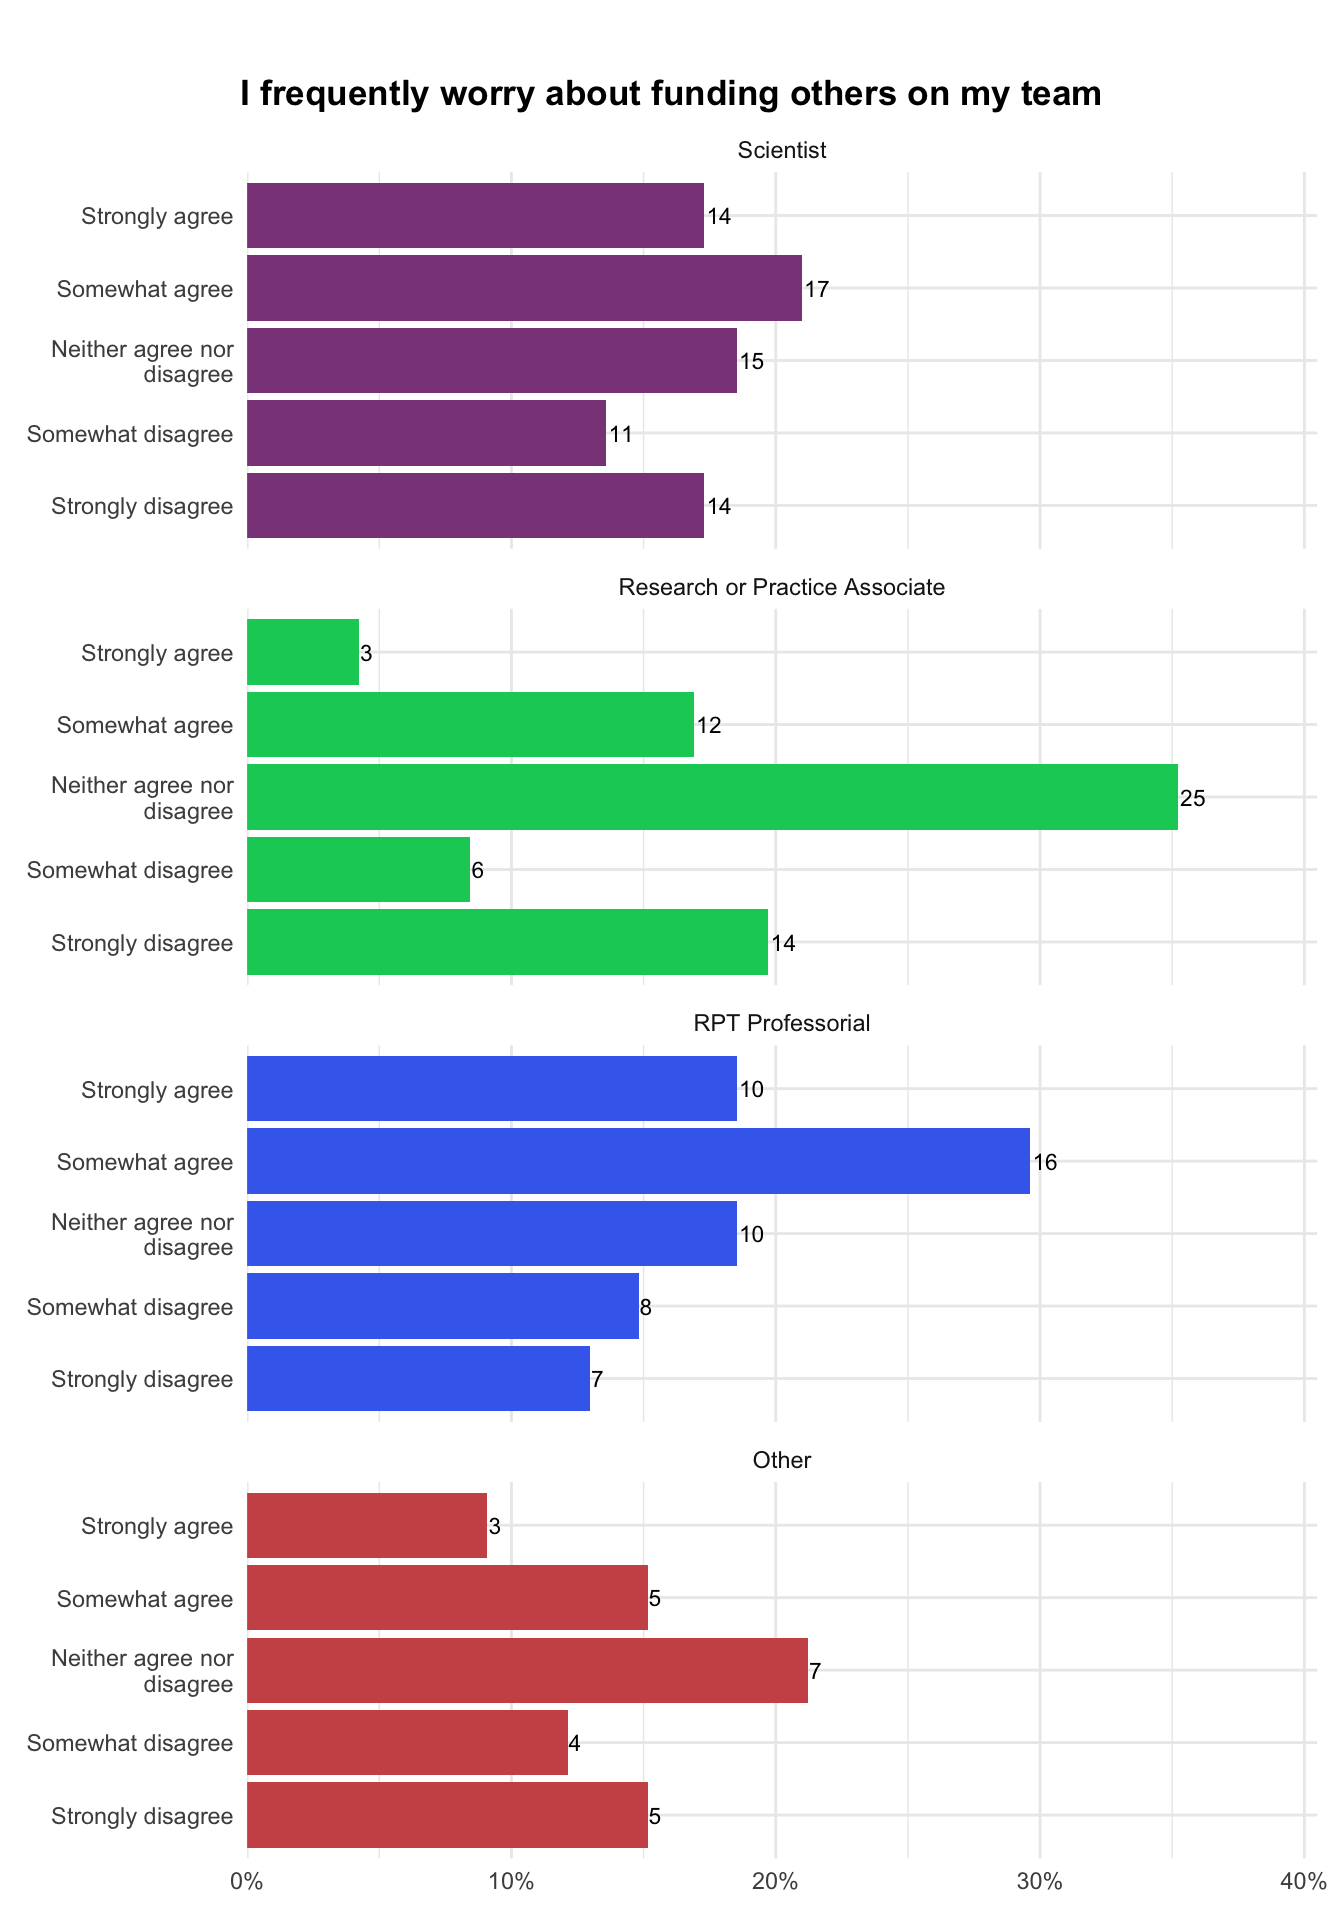 I frequently worry about funding others on my team
Scientist
Strongly agree
14
Somewhat agree
17
Neither agree nor
disagree
15
Somewhat disagree
11
Strongly disagree
14
Research or Practice Associate
Strongly agree
3
Somewhat agree
12
Neither agree nor
disagree
25
Somewhat disagree
6
Strongly disagree
14
RPT Professorial
Strongly agree
10
Somewhat agree
16
Neither agree nor
disagree
10
Somewhat disagree
8
Strongly disagree
7
Other
Strongly agree
3
Somewhat agree
5
Neither agree nor
disagree
7
Somewhat disagree
4
Strongly disagree
5
0% 10% 20% 30% 40%